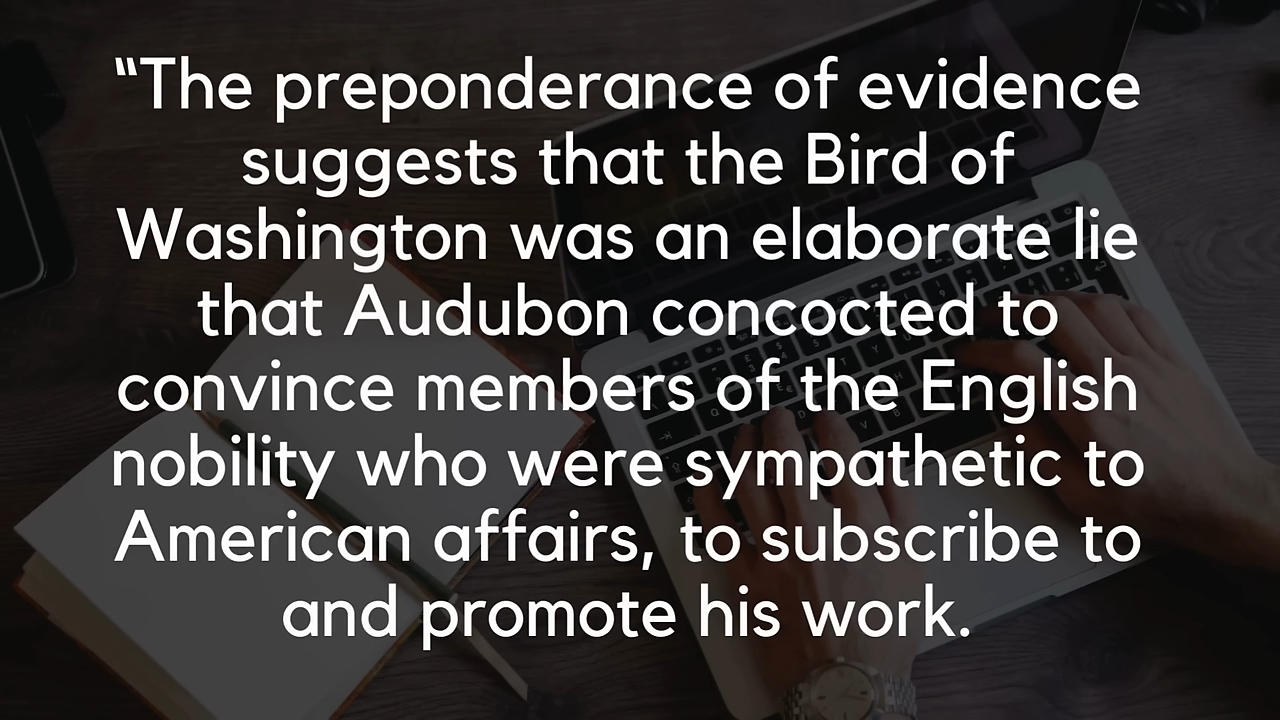 “The preponderance of evidence
suggests that the Bird of
Washington was an elaborate lie
that Audubon concocted to
convince members of the English
nobility who were sympathetic to
American affairs, to subscribe to
and promote his work.